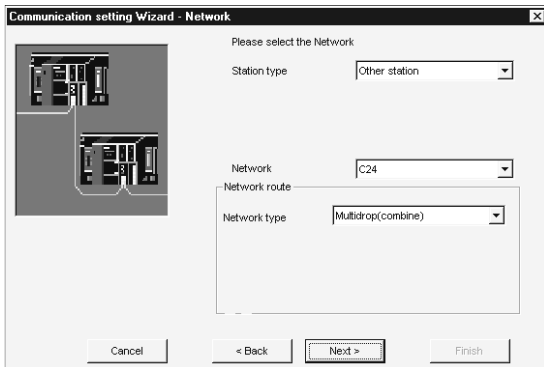 Communication setting Wizard - Network
Please select the Network
Station type Other station
Network C24
Network route
Network type Multidrop(combine)
Cancel < Back Next > Finish